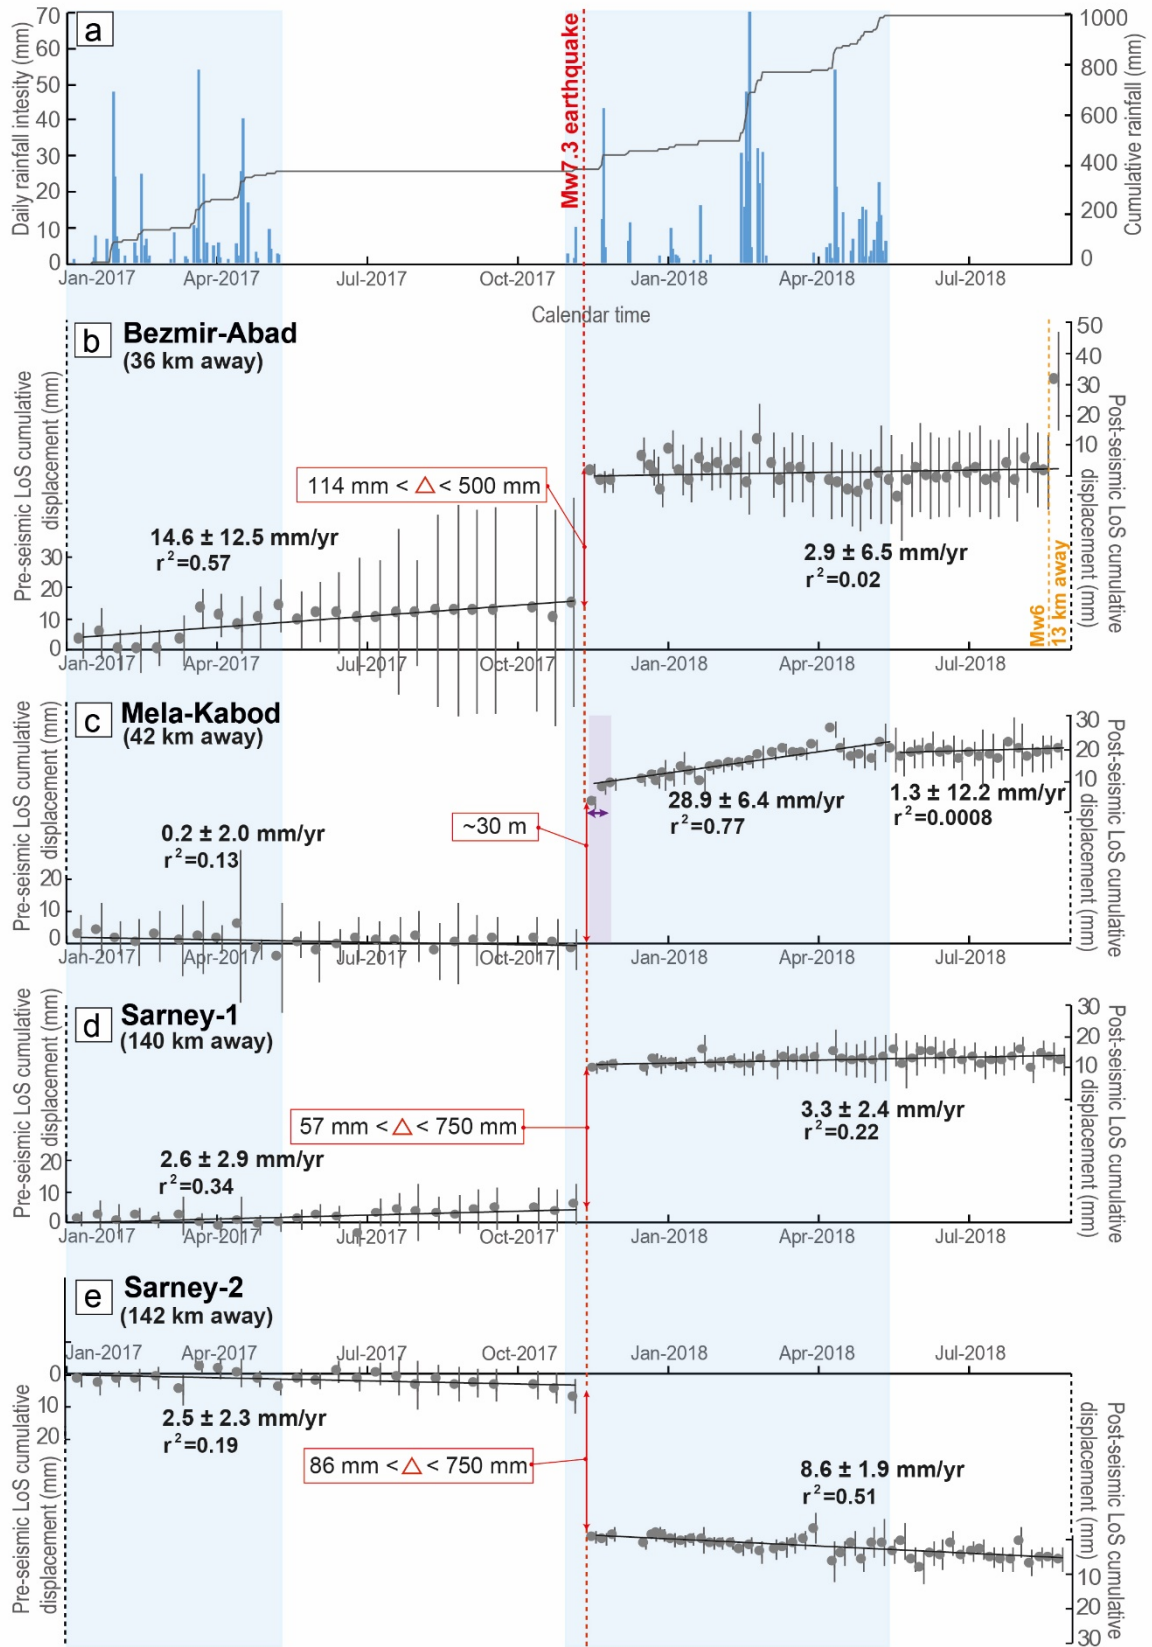 a
Daily rainfall intesity (mm)
70
60
50
40
30
20
10
0
Mw7.3 earthquake
1000
800
600
400
200
0
Cumulative rainfall (mm)
Jan-2017 Apr-2017 Jul-2017 Oct-2017 Jan-2018 Apr-2018 Jul-2018
Calendar time
b
Bezmir-Abad
(36 km away)
Pre-seismic LoS cumulative
displacement (mm)
30
20
10
0
14.6 ± 12.5 mm/yr
r²=0.57
114 mm < △ < 500 mm
2.9 ± 6.5 mm/yr
r²=0.02
Mw6
13 km away
50
40
30
20
10
Post-seismic LoS cumulative
displacement (mm)
Jan-2017 Apr-2017 Jul-2017 Oct-2017 Jan-2018 Apr-2018 Jul-2018
c
Mela-Kabod
(42 km away)
Pre-seismic LoS cumulative
displacement (mm)
20
10
0
0.2 ± 2.0 mm/yr
r²=0.13
~30 m
28.9 ± 6.4 mm/yr
r²=0.77
1.3 ± 12.2 mm/yr
r²=0.0008
30
20
10
Post-seismic LoS cumulative
displacement (mm)
Jan-2017 Apr-2017 Jul-2017 Oct-2017 Jan-2018 Apr-2018 Jul-2018
d
Sarney-1
(140 km away)
Pre-seismic LoS cumulative
displacement (mm)
20
10
0
2.6 ± 2.9 mm/yr
r²=0.34
57 mm < △ < 750 mm
3.3 ± 2.4 mm/yr
r²=0.22
30
20
10
Post-seismic LoS cumulative
displacement (mm)
Jan-2017 Apr-2017 Jul-2017 Oct-2017 Jan-2018 Apr-2018 Jul-2018
e
Sarney-2
(142 km away)
Jan-2017 Apr-2017 Jul-2017 Oct-2017 Jan-2018 Apr-2018 Jul-2018
Pre-seismic LoS cumulative
displacement (mm)
0
10
20
2.5 ± 2.3 mm/yr
r²=0.19
86 mm < △ < 750 mm
8.6 ± 1.9 mm/yr
r²=0.51
Post-seismic LoS cumulative
displacement (mm)
10
20
30